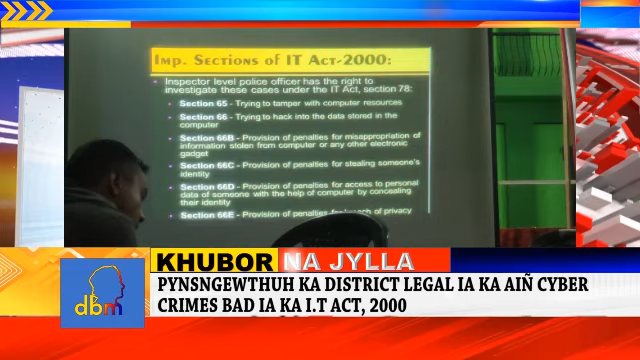 Imp. Sections of IT Act-2000:
Inspector level police officer has the right to
investigate these cases under the IT Act, section 78:
Section 65 - Trying to tamper with computer resources
Section 66 - Trying to hack into the data stored in the
computer
Section 66B - Provision of penalties for misappropriation of
information stolen from computer or any other electronic
gadget
Section 66C - Provision of penalties for stealing someone's
identity
Section 66D - Provision of penalties for access to personal
data of someone with the help of computer by concealing
their identity
Section 66E - Provision of penalties for breach of privacy
KHUBOR NA JYLLA
dbm
PYNSNGEWTHUH KA DISTRICT LEGAL IA KA AIÑ CYBER
CRIMES BAD IA KA I.T ACT, 2000